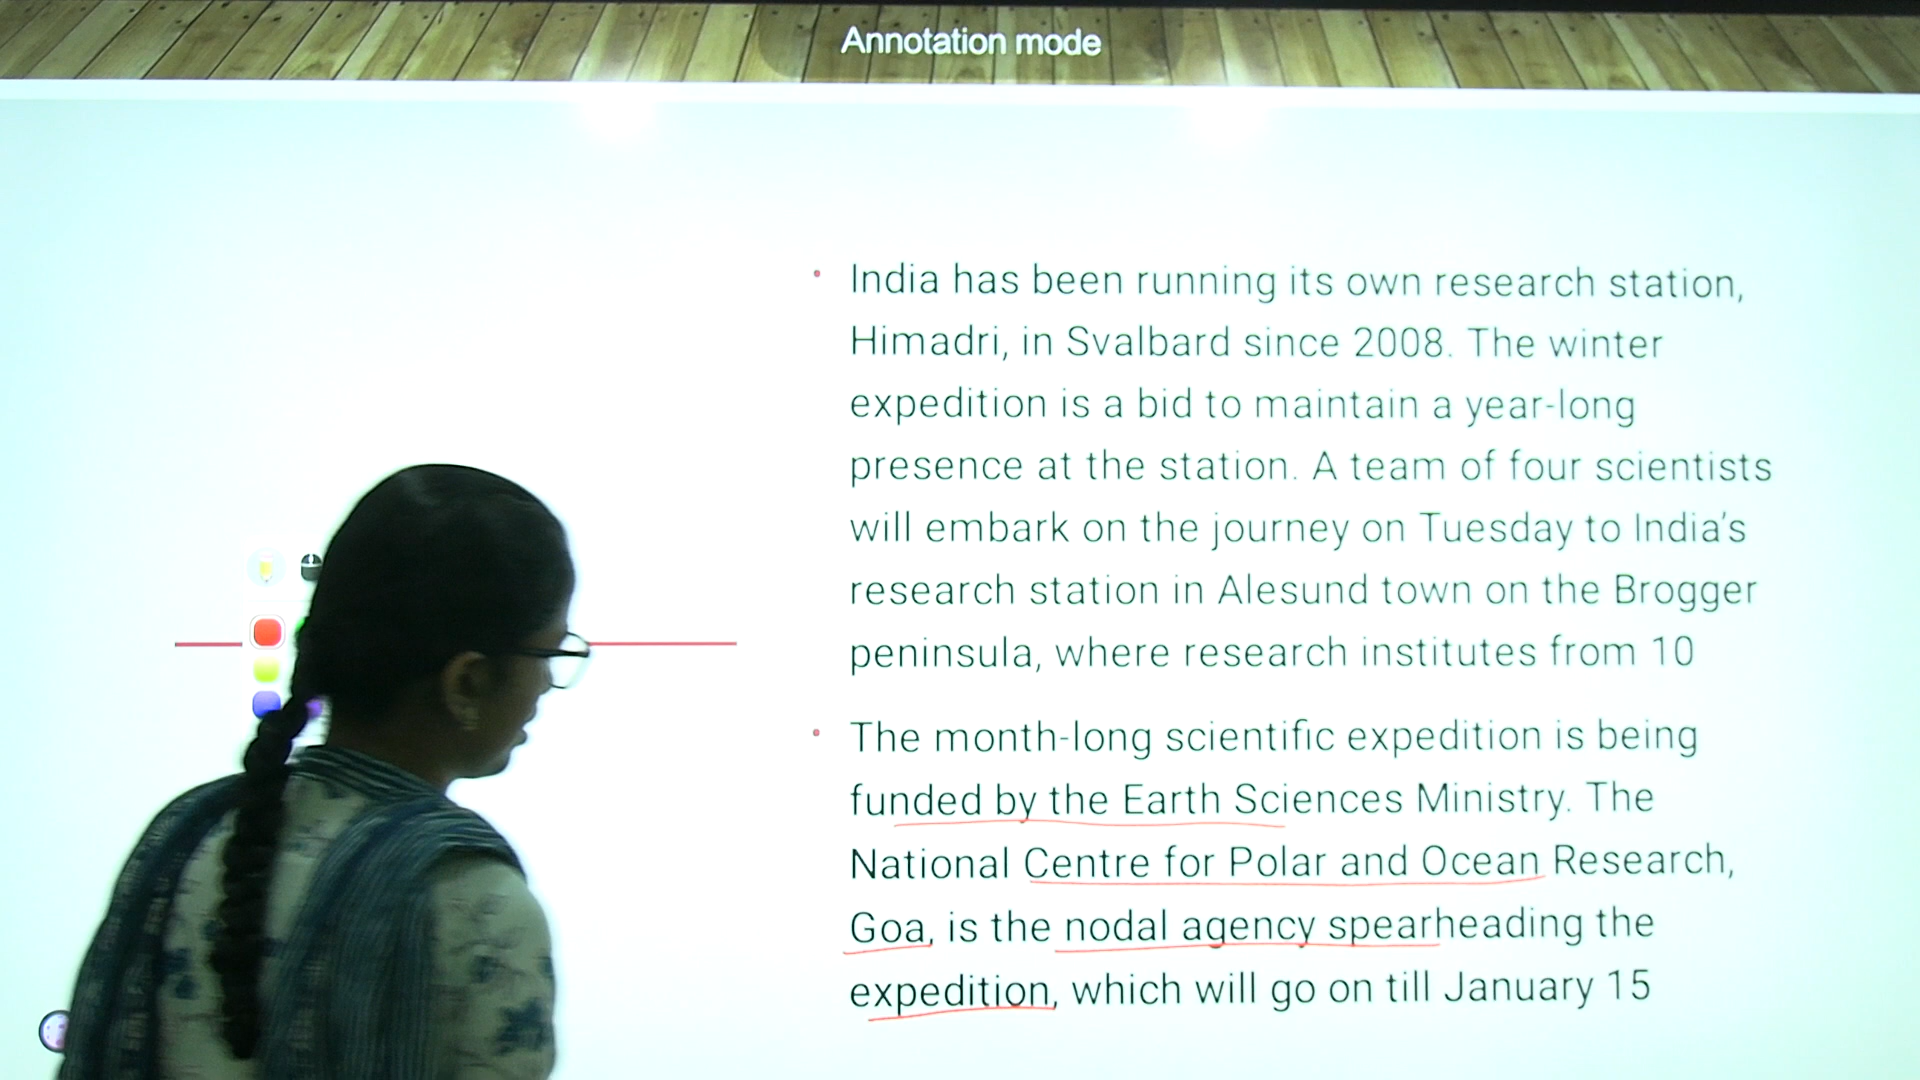 Annotation mode
India has been running its own research station,
Himadri, in Svalbard since 2008. The winter
expedition is a bid to maintain a year-long
presence at the station. A team of four scientists
will embark on the journey on Tuesday to India's
research station in Alesund town on the Brogger
peninsula, where research institutes from 10
The month-long scientific expedition is being
funded by the Earth Sciences Ministry. The
National Centre for Polar and Ocean Research,
Goa, is the nodal agency spearheading the
expedition, which will go on till January 15